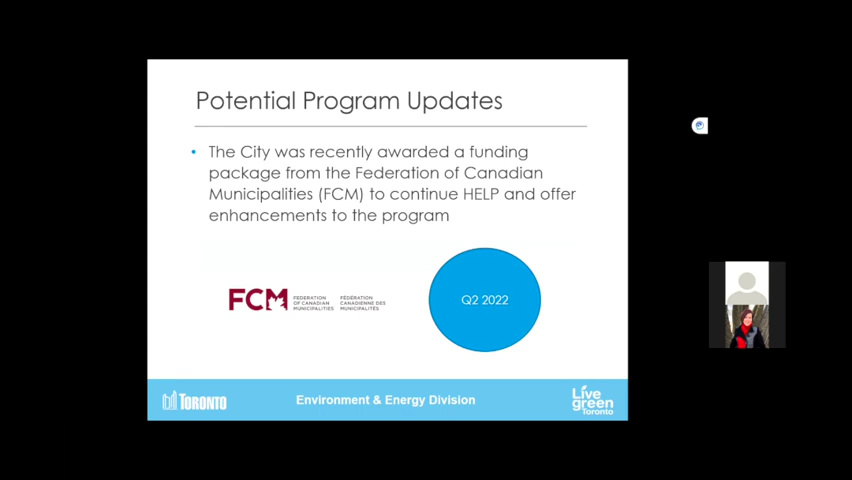 Potential Program Updates
• The City was recently awarded a funding
package from the Federation of Canadian
Municipalities (FCM) to continue HELP and offer
enhancements to the program
FCM
FEDERATION
OF CANADIAN
MUNICIPALITIES
FÉDÉRATION
CANADIENNE DES
MUNICIPALITÉS
Q2 2022
TORONTO
Environment & Energy Division
Live
green
Toronto